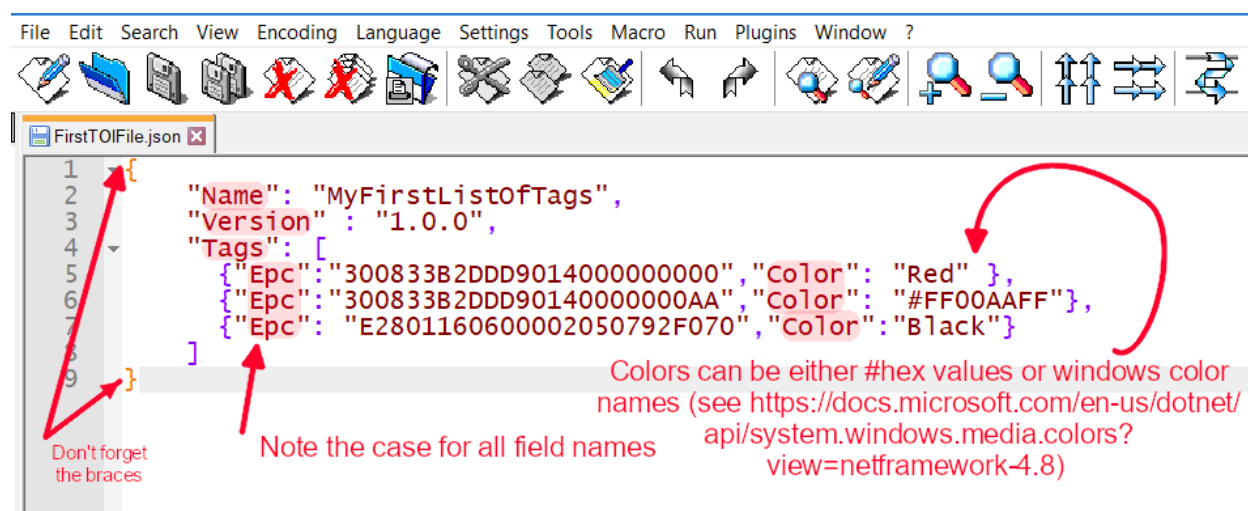 File Edit Search View Encoding Language Settings Tools Macro Run Plugins Window ?
FirstTOIFile.json
1 {
2 "Name": "MyFirstListOfTags",
3 "Version" : "1.0.0",
4 "Tags": [
5 {"Epc":"300833B2DDD9014000000000","Color": "Red" },
6 {"Epc":"300833B2DDD90140000000AA","Color": "#FF00AAFF"},
7 {"Epc": "E2801160600002050792F070","Color":"Black"}
8 ]
9 }
Colors can be either #hex values or windows color
names (see https://docs.microsoft.com/en-us/dotnet/
api/system.windows.media.colors?
view=netframework-4.8)
Note the case for all field names
Don't forget
the braces